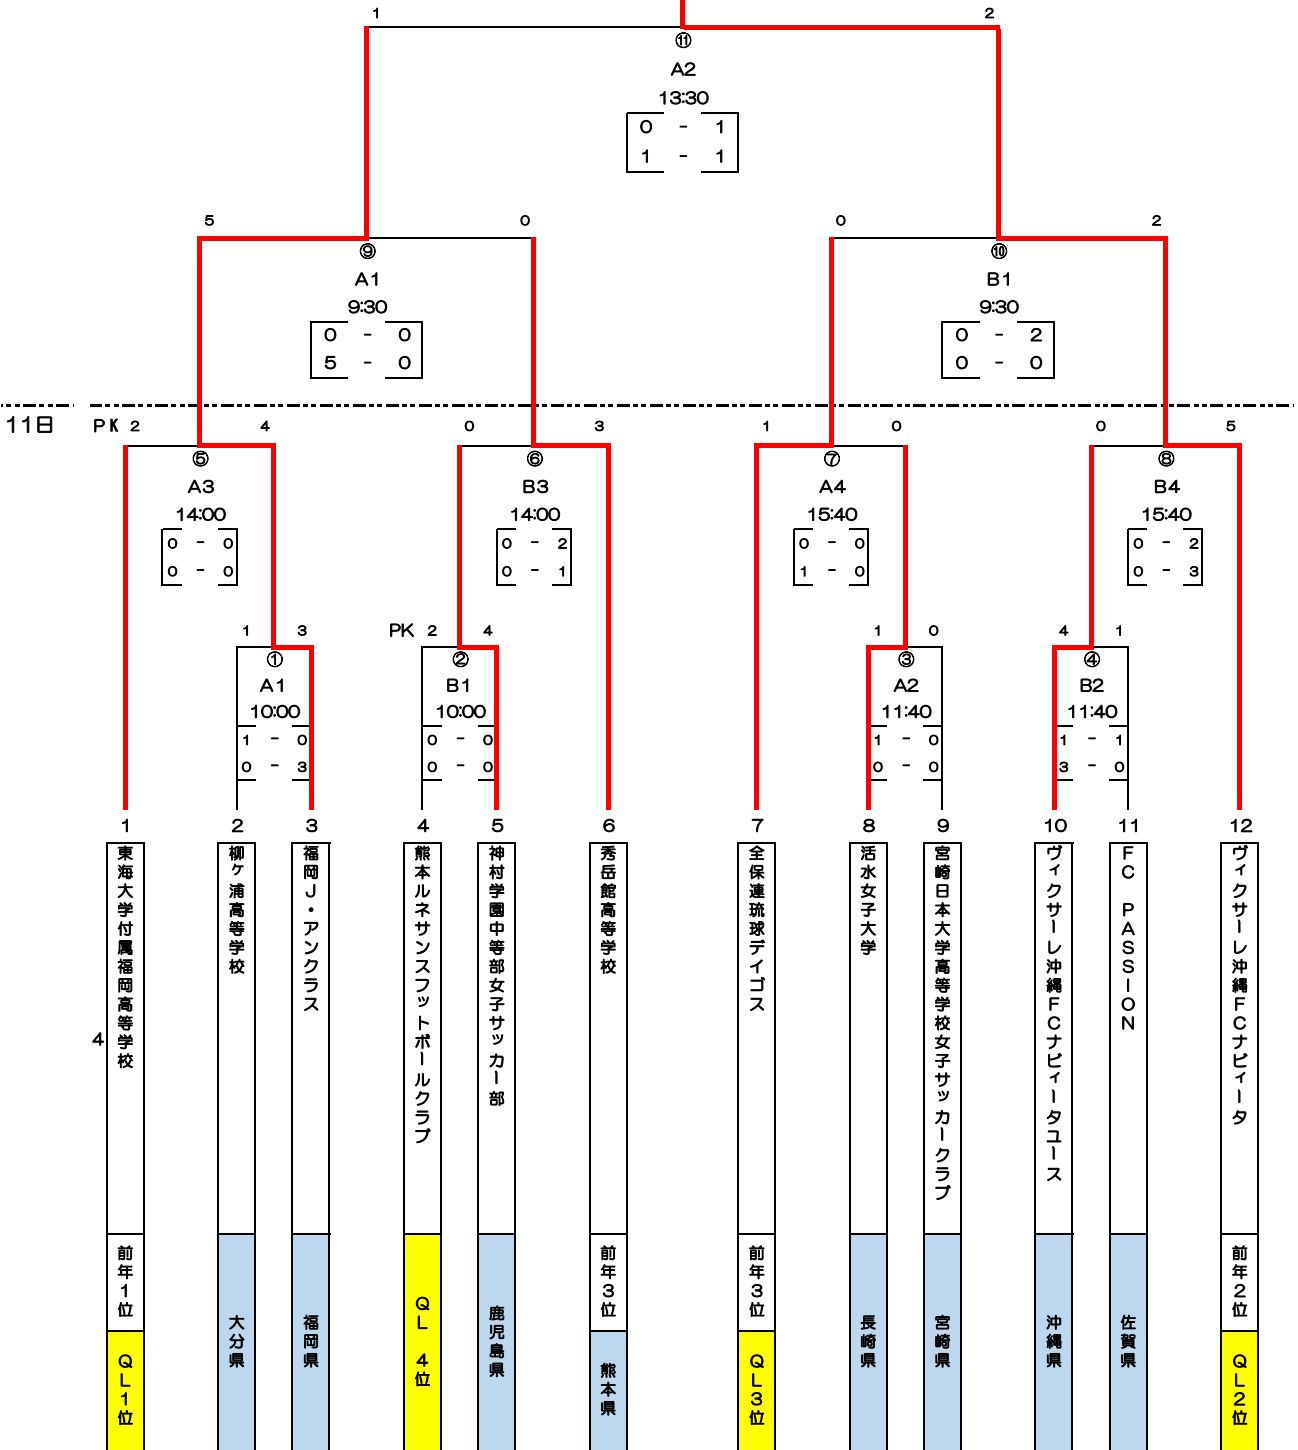 1 2
⑪
A2
13:30
0 - 1
1 - 1
5 0 0 2
⑨ ⑩
A1 B1
9:30 9:30
0 - 0 0 - 2
5 - 0 0 - 0
11日 PK 2 4 0 3 1 0 0 5
⑤ ⑥ ⑦ ⑧
A3 B3 A4 B4
14:00 14:00 15:40 15:40
0 - 0 0 - 2 0 - 0 0 - 2
0 - 0 0 - 1 1 - 0 0 - 3
1 3 PK 2 4 1 0 4 1
① ② ③ ④
A1 B1 A2 B2
10:00 10:00 11:40 11:40
1 - 0 0 - 0 1 - 0 1 - 1
0 - 3 0 - 0 0 - 0 3 - 0
1 2 3 4 5 6 7 8 9 10 11 12
東海大学付属福岡高等学校
柳ケ浦高等学校
福岡J・アンクラス
熊本ルネサンスフットボールクラブ
神村学園中等部女子サッカー部
秀岳館高等学校
全保連琉球デイゴス
活水女子大学
宮崎日本大学高等学校女子サッカークラブ
ヴィクサーレ沖縄FCナビィータユース
FC PASSION
ヴィクサーレ沖縄FCナビィータ
4
前年1位
QL1位
大分県
福岡県
QL 4位
鹿児島県
前年3位
熊本県
前年3位
QL3位
長崎県
宮崎県
沖縄県
佐賀県
前年2位
QL2位